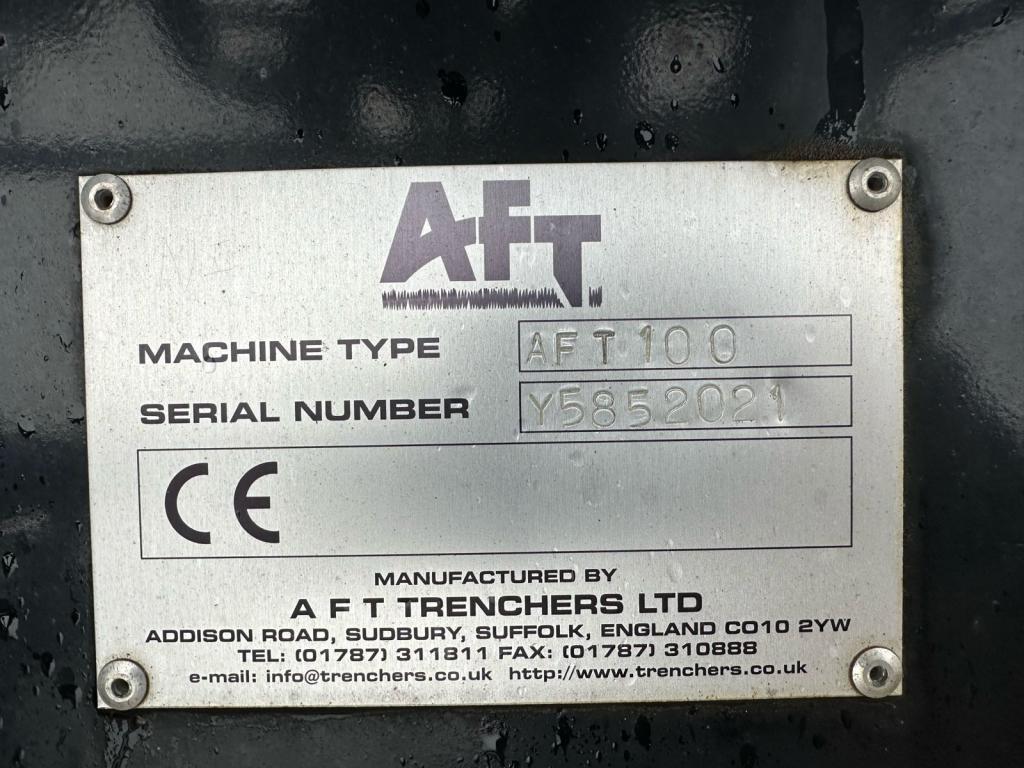 AFT
MACHINE TYPE AFT100
SERIAL NUMBER Y5852021
CE
MANUFACTURED BY
A F T TRENCHERS LTD
ADDISON ROAD, SUDBURY, SUFFOLK, ENGLAND CO10 2YW
TEL: (01787) 311811 FAX: (01787) 310888
e-mail: info@trenchers.co.uk http://www.trenchers.co.uk